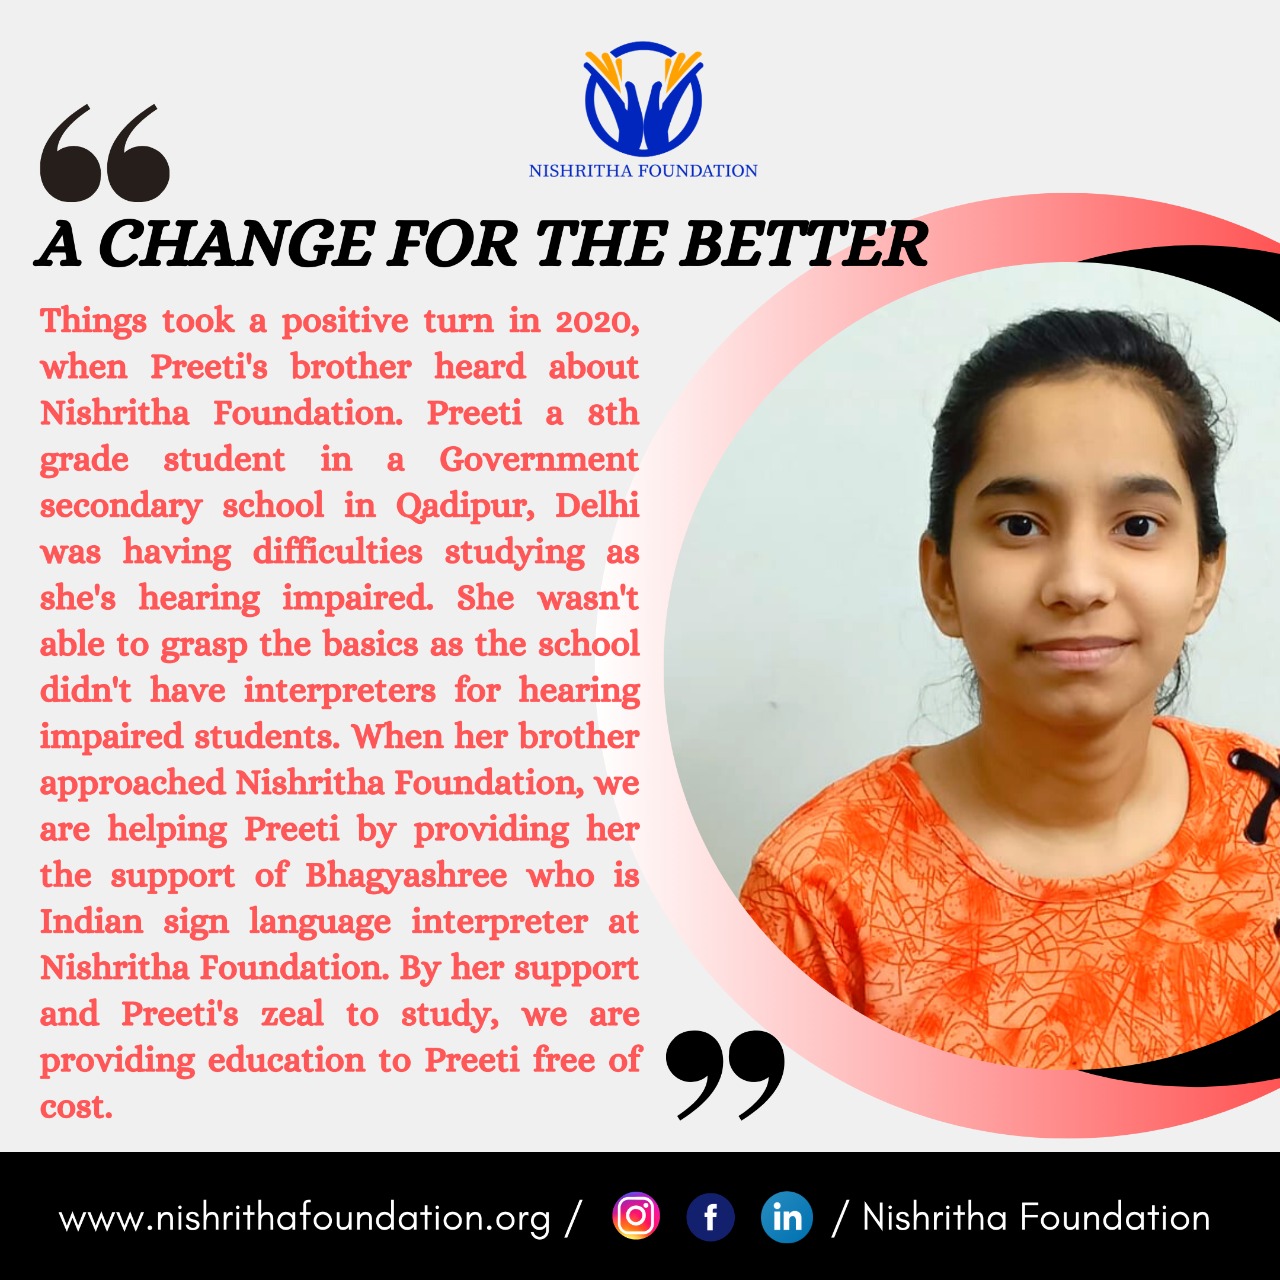 NISHRITHA FOUNDATION
A CHANGE FOR THE BETTER
Things took a positive turn in 2020,
when Preeti's brother heard about
Nishritha Foundation. Preeti a 8th
grade student in a Government
secondary school in Qadipur, Delhi
was having difficulties studying as
she's hearing impaired. She wasn't
able to grasp the basics as the school
didn't have interpreters for hearing
impaired students. When her brother
approached Nishritha Foundation, we
are helping Preeti by providing her
the support of Bhagyashree who is
Indian sign language interpreter at
Nishritha Foundation. By her support
and Preeti's zeal to study, we are
providing education to Preeti free of
cost.
www.nishrithafoundation.org / / Nishritha Foundation